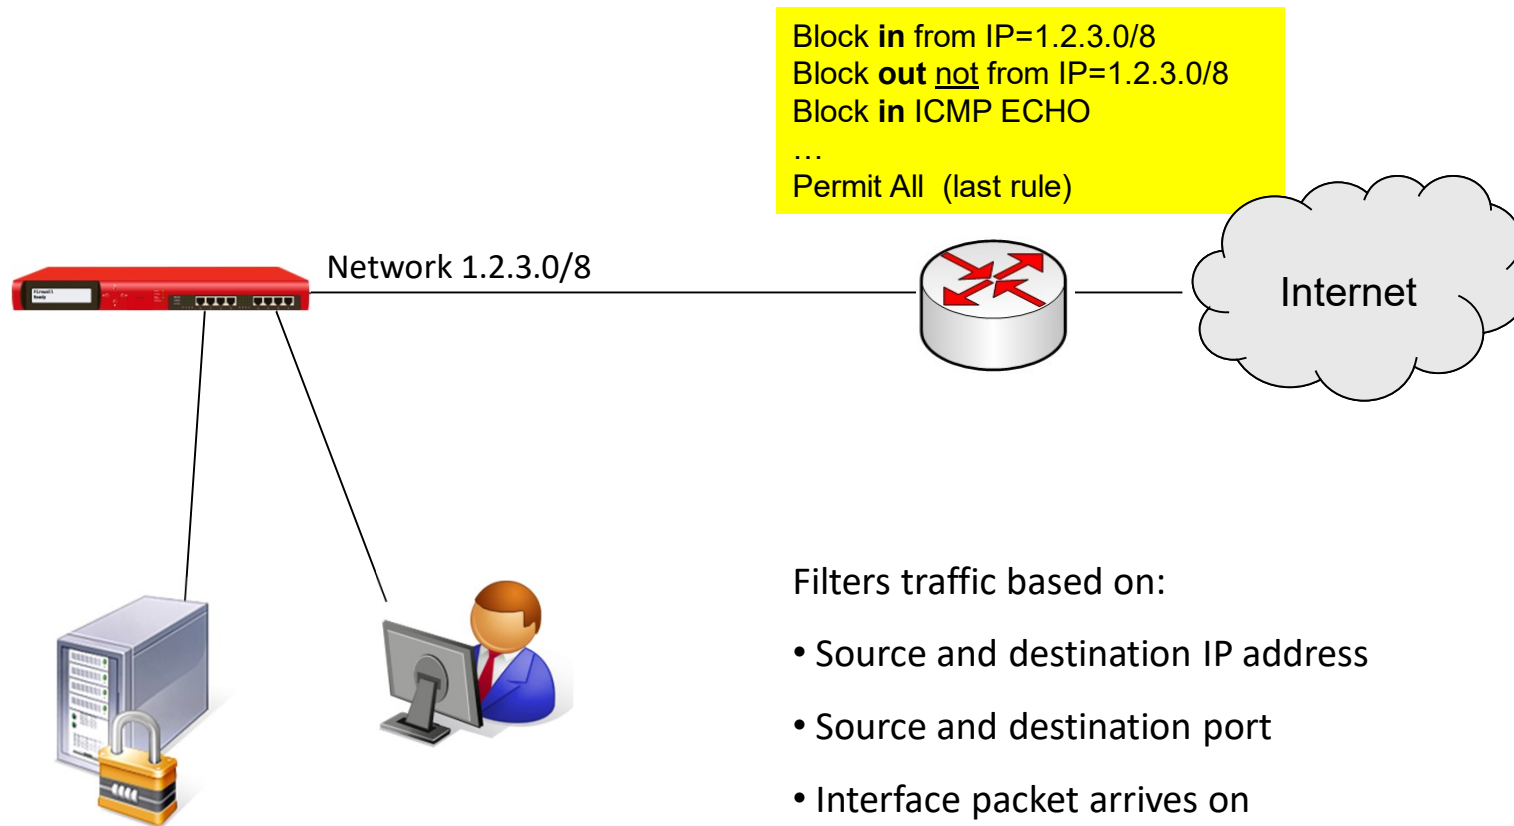 Block in from IP=1.2.3.0/8
Block out not from IP=1.2.3.0/8
Block in ICMP ECHO
…
Permit All (last rule)
Network 1.2.3.0/8
Firewall
Ready
Internet
Filters traffic based on:
• Source and destination IP address
• Source and destination port
• Interface packet arrives on